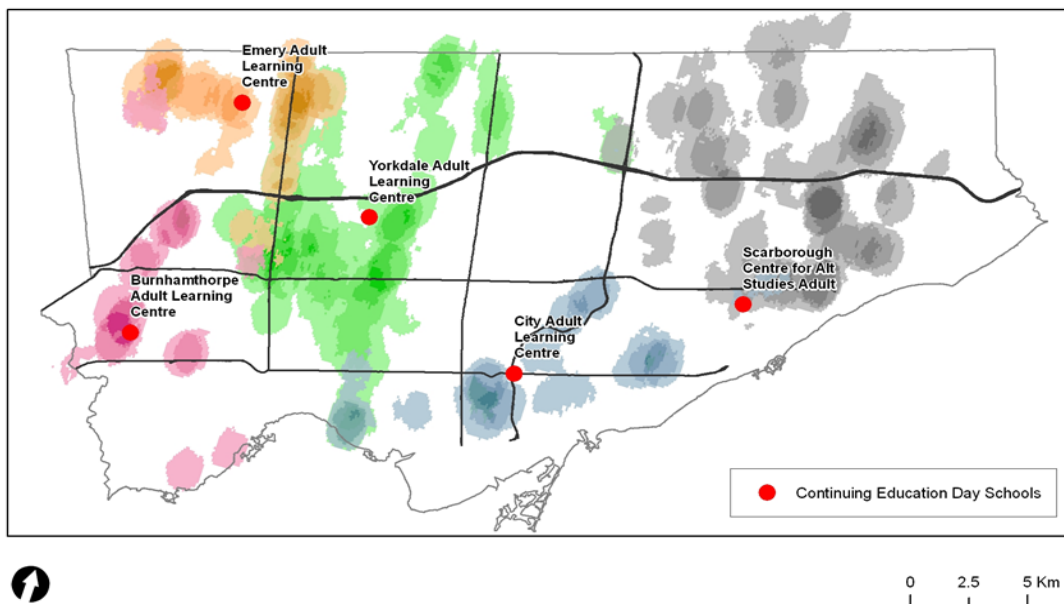 Emery Adult
Learning
Centre
Yorkdale Adult
Learning
Centre
Scarborough
Centre for Alt
Studies Adult
Burnhamthorpe
Adult Learning
Centre
City Adult
Learning
Centre
Continuing Education Day Schools
0 2.5 5 Km